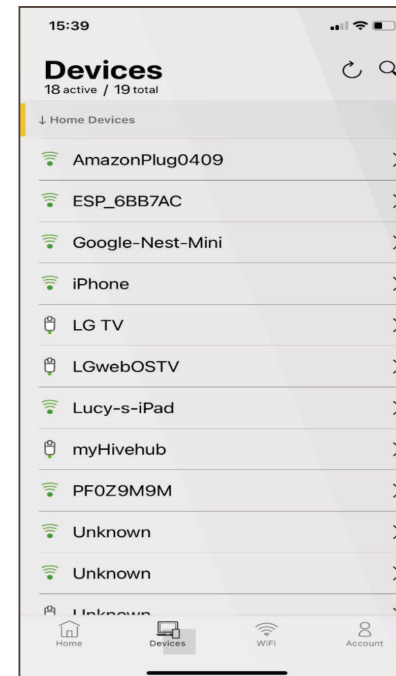 15:39
Devices
18 active / 19 total
↓ Home Devices
AmazonPlug0409
ESP_6BB7AC
Google-Nest-Mini
iPhone
LG TV
LGwebOSTV
Lucy-s-iPad
myHivehub
PF0Z9M9M
Unknown
Unknown
Unknown
Home Devices WiFi Account